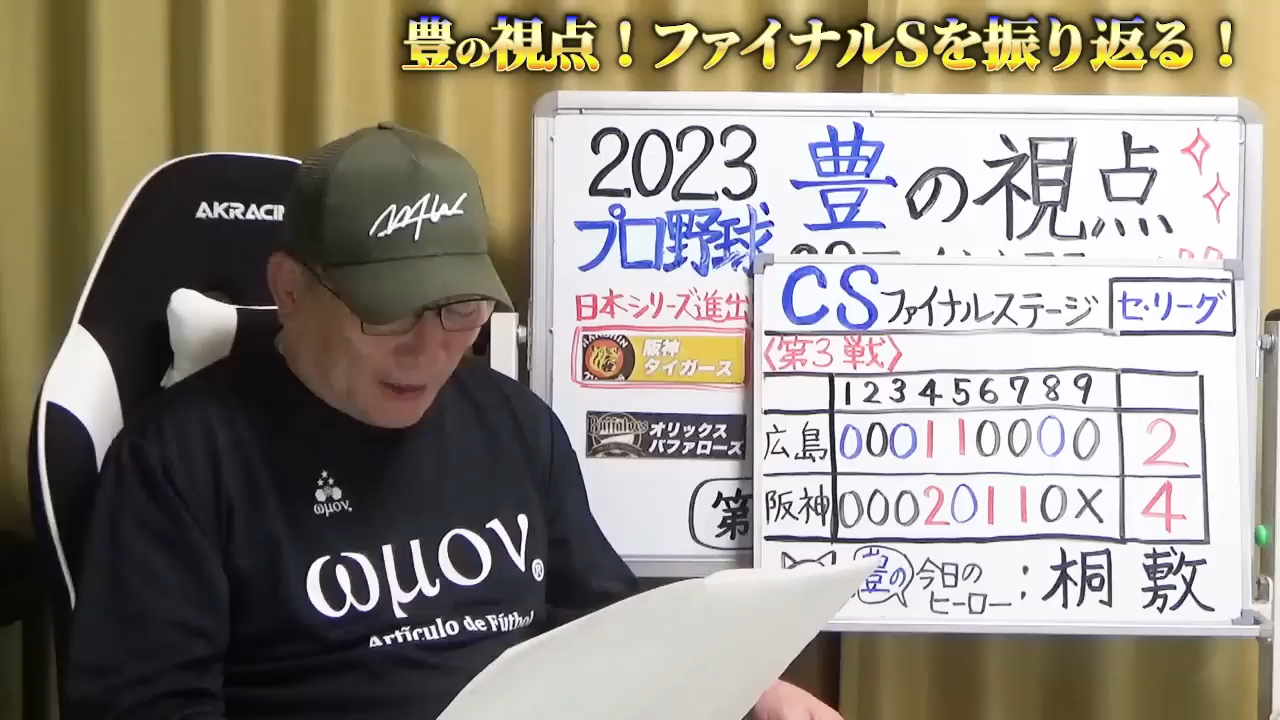 豊の視点！ファイナルSを振り返る！
2023
プロ野球
豊の視点
日本シリーズ進出
阪神
タイガース
Buffaloes
オリックス
バファローズ
第
CSファイナルステージ
セ・リーグ
〈第3戦〉
1 2 3 4 5 6 7 8 9
広島 0 0 0 1 1 0 0 0 0 2
阪神 0 0 0 2 0 1 1 0 X 4
豊の今日のヒーロー：桐敷
AKRACIN
ωμον.
ωμον®
Artículo de Fútbol